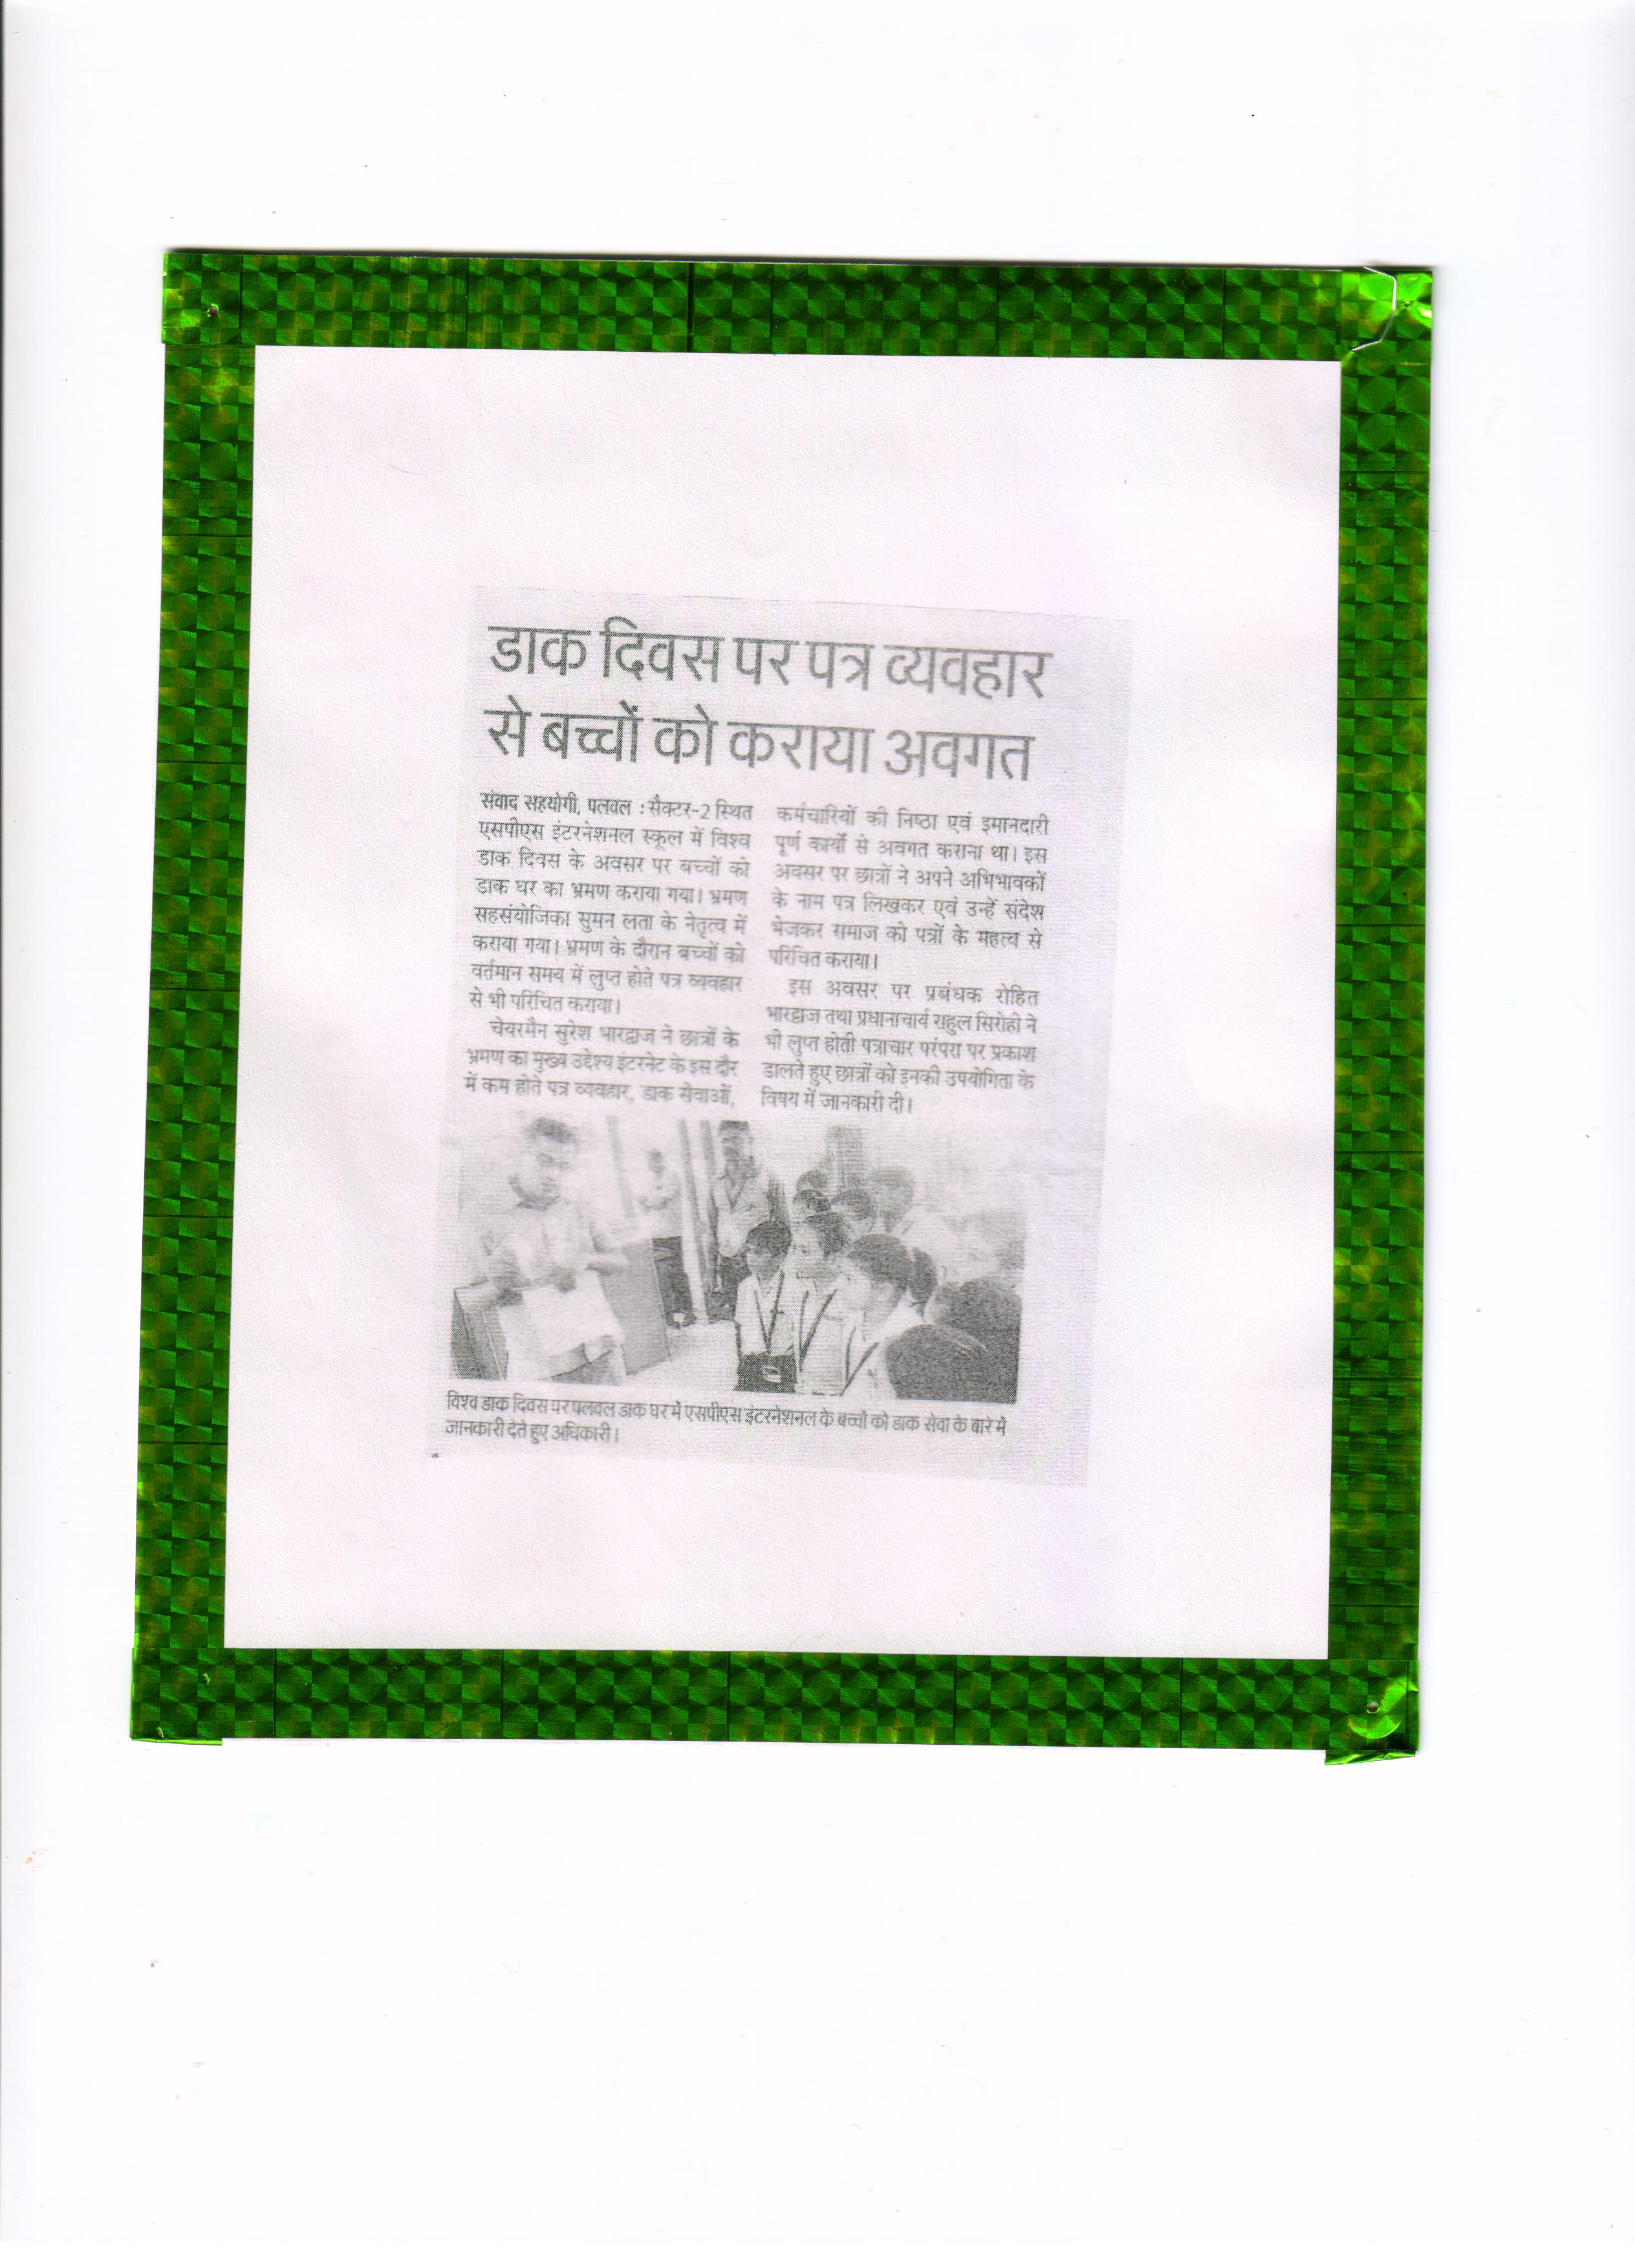 डाक दिवस पर पत्र व्यवहार
से बच्चों को कराया अवगत
संवाद सहयोगी, पलवल : सैक्टर-2 स्थित
एसपीएस इंटरनेशनल स्कूल में विश्व
डाक दिवस के अवसर पर बच्चों को
डाक घर का भ्रमण कराया गया। भ्रमण
सहसंयोजिका सुमन लता के नेतृत्व में
कराया गया। भ्रमण के दौरान बच्चों को
वर्तमान समय में लुप्त होते पत्र व्यवहार
से भी परिचित कराया।
चेयरमैन सुरेश भारद्वाज ने छात्रों के
भ्रमण का मुख्य उद्देश्य इंटरनेट के इस दौर
में कम होते पत्र व्यवहार, डाक सेवाओं,
कर्मचारियों की निष्ठा एवं इमानदारी
पूर्ण कार्यों से अवगत कराना था। इस
अवसर पर छात्रों ने अपने अभिभावकों
के नाम पत्र लिखकर एवं उन्हें संदेश
भेजकर समाज को पत्रों के महत्व से
परिचित कराया।
इस अवसर पर प्रबंधक रोहित
भारद्वाज तथा प्रधानाचार्य राहुल सिरोही ने
भी लुप्त होती पत्राचार परंपरा पर प्रकाश
डालते हुए छात्रों को इनकी उपयोगिता के
विषय में जानकारी दी।
विश्व डाक दिवस पर पलवल डाक घर में एसपीएस इंटरनेशनल के बच्चों को डाक सेवा के बारे में
जानकारी देते हुए अधिकारी।